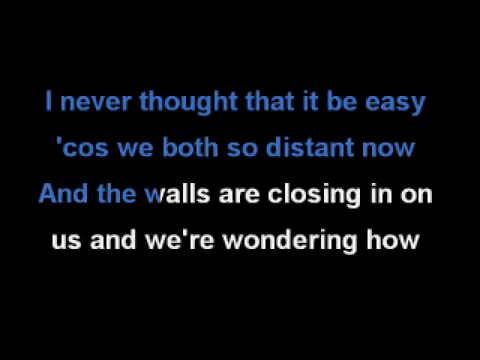 I never thought that it be easy
'cos we both so distant now
And the walls are closing in on
us and we're wondering how